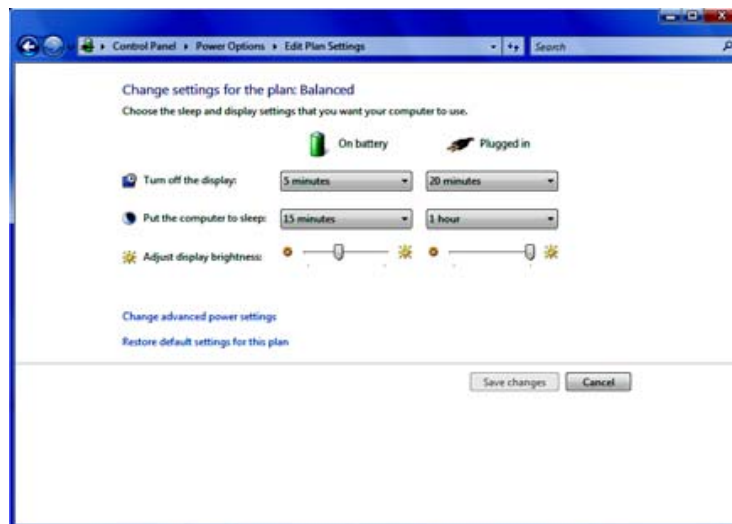 Control Panel ▸ Power Options ▸ Edit Plan Settings
Search
Change settings for the plan: Balanced
Choose the sleep and display settings that you want your computer to use.
On battery Plugged in
Turn off the display: 5 minutes 20 minutes
Put the computer to sleep: 15 minutes 1 hour
Adjust display brightness:
Change advanced power settings
Restore default settings for this plan
Save changes Cancel